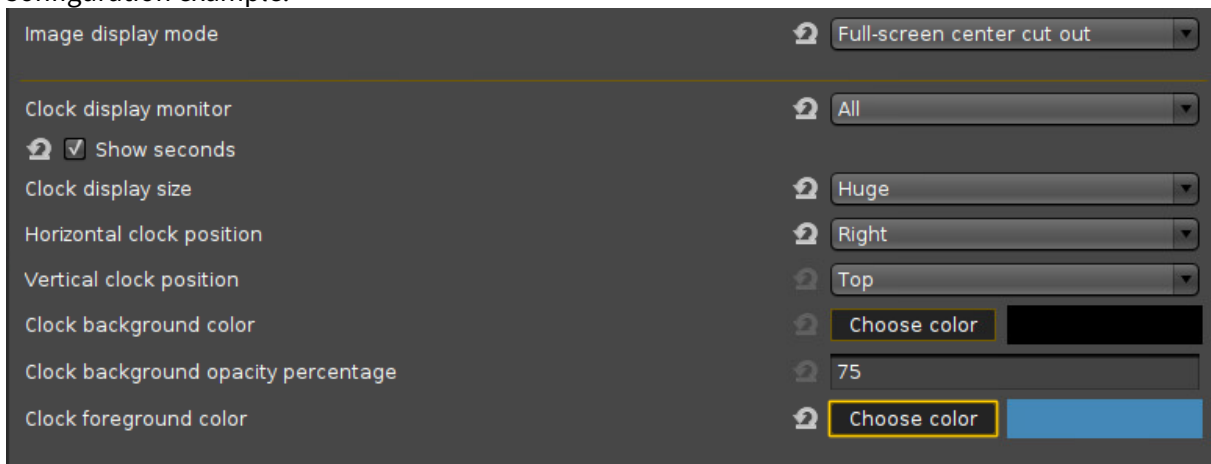 Image display mode Full-screen center cut out
Clock display monitor All
Show seconds
Clock display size Huge
Horizontal clock position Right
Vertical clock position Top
Clock background color Choose color
Clock background opacity percentage 75
Clock foreground color Choose color